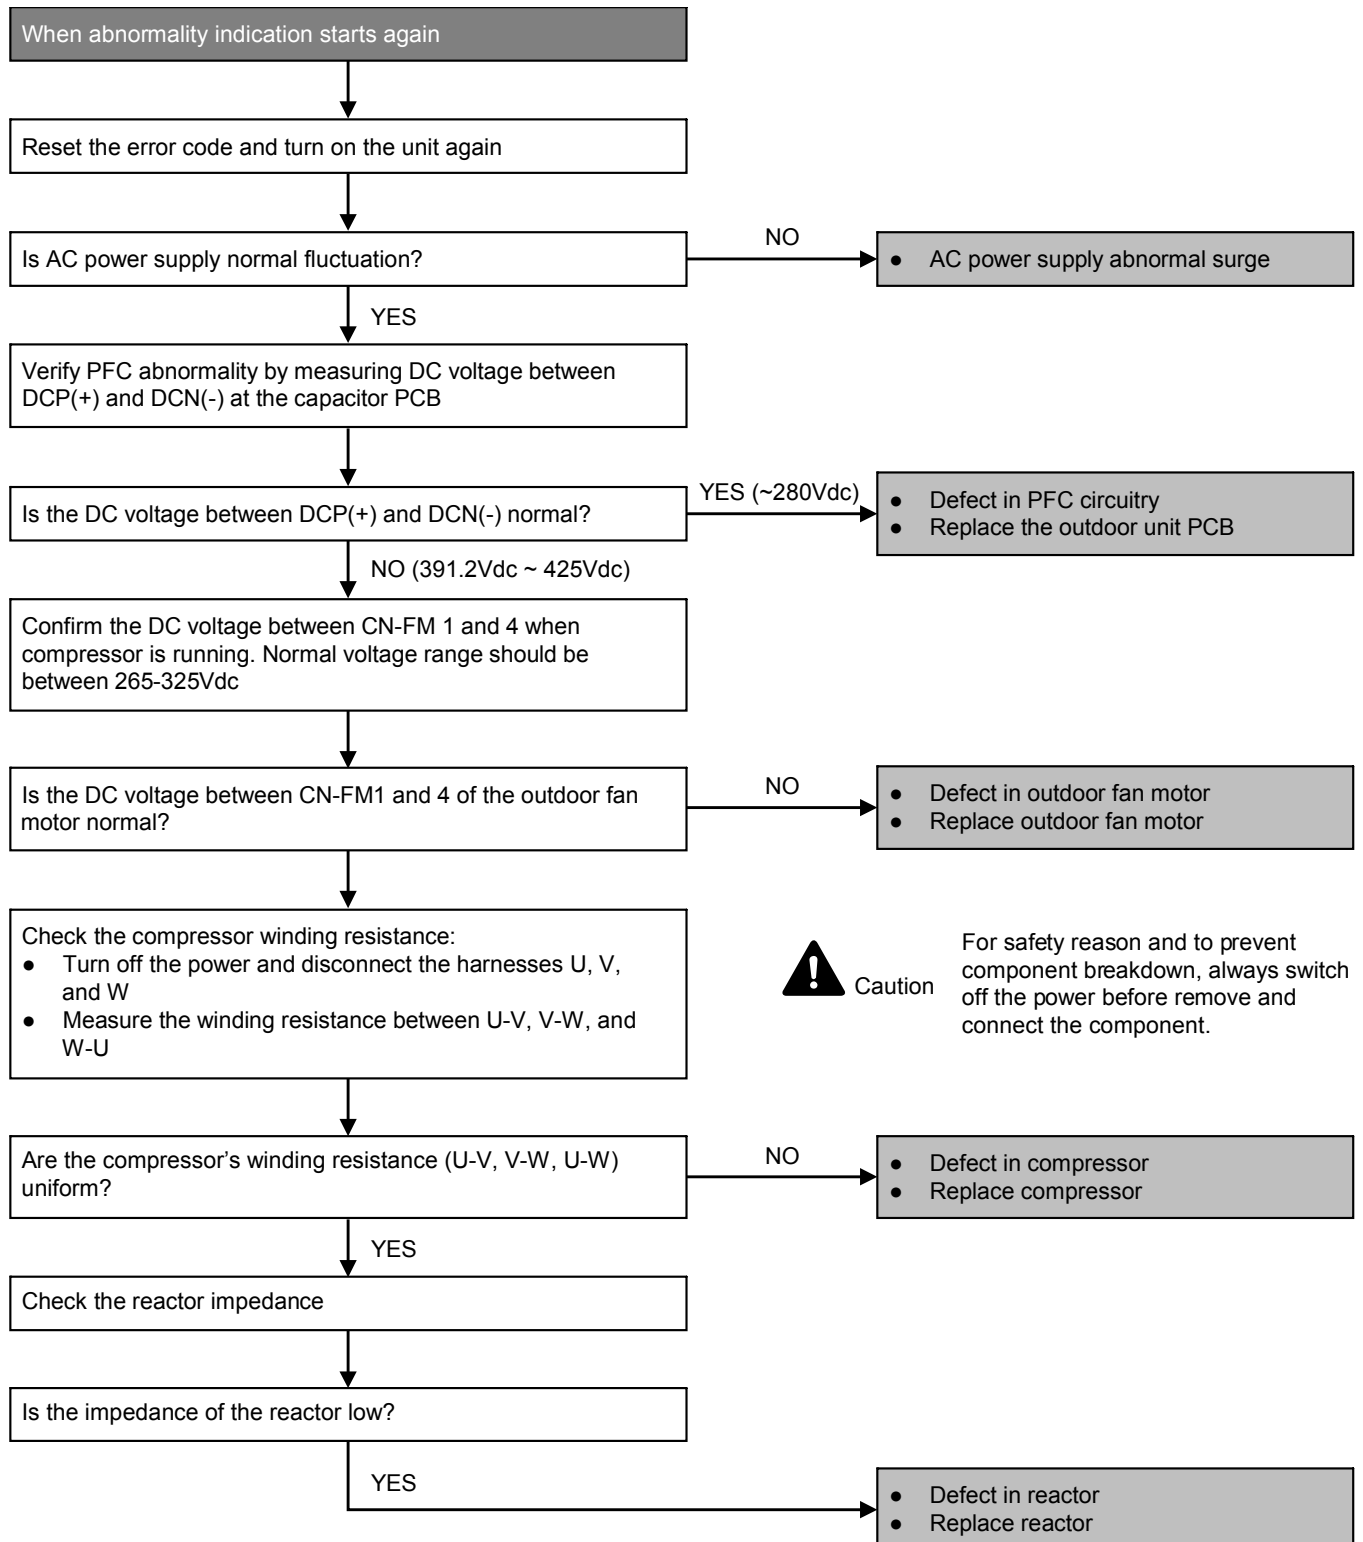 When abnormality indication starts again
Reset the error code and turn on the unit again
Is AC power supply normal fluctuation?
NO
● AC power supply abnormal surge
YES
Verify PFC abnormality by measuring DC voltage between
DCP(+) and DCN(-) at the capacitor PCB
Is the DC voltage between DCP(+) and DCN(-) normal?
YES (~280Vdc)
● Defect in PFC circuitry
● Replace the outdoor unit PCB
NO (391.2Vdc ~ 425Vdc)
Confirm the DC voltage between CN-FM 1 and 4 when
compressor is running. Normal voltage range should be
between 265-325Vdc
Is the DC voltage between CN-FM1 and 4 of the outdoor fan
motor normal?
NO
● Defect in outdoor fan motor
● Replace outdoor fan motor
Check the compressor winding resistance:
● Turn off the power and disconnect the harnesses U, V,
and W
● Measure the winding resistance between U-V, V-W, and
W-U
Caution
For safety reason and to prevent
component breakdown, always switch
off the power before remove and
connect the component.
Are the compressor’s winding resistance (U-V, V-W, U-W)
uniform?
NO
● Defect in compressor
● Replace compressor
YES
Check the reactor impedance
Is the impedance of the reactor low?
YES
● Defect in reactor
● Replace reactor